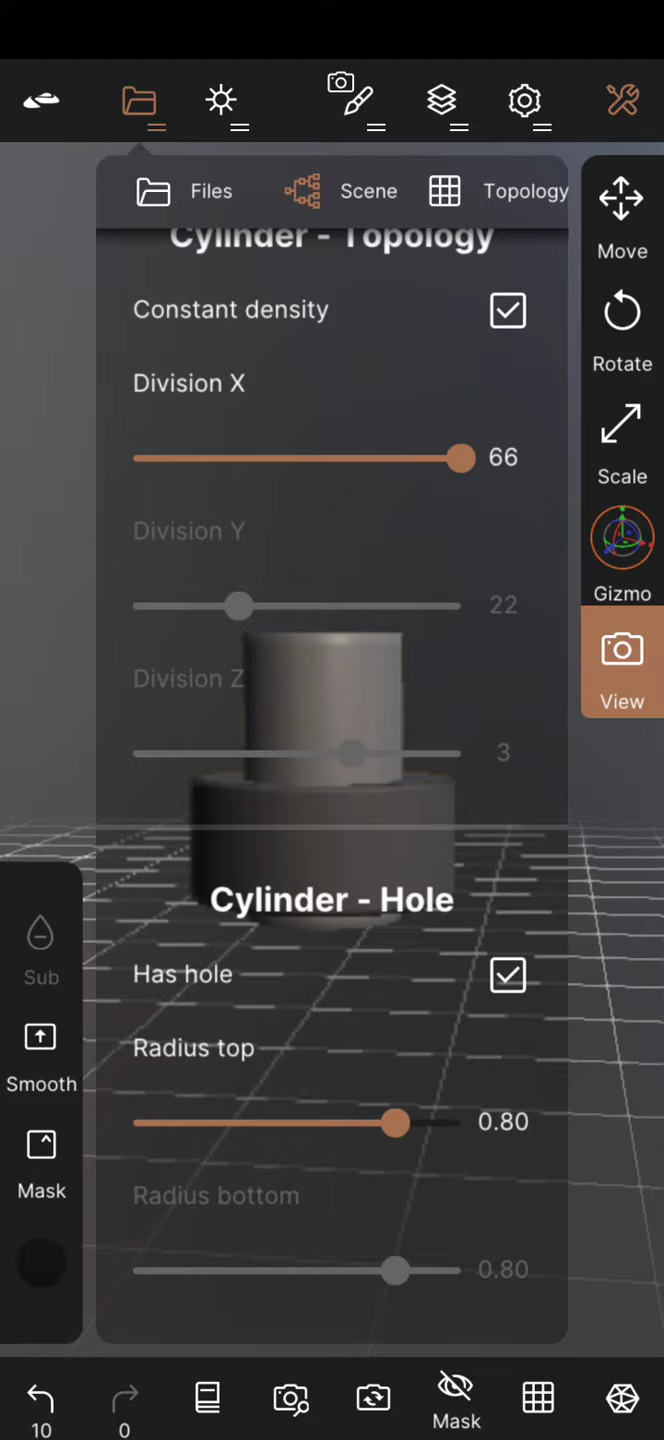 Files
Scene
Topology
Cylinder - Topology
Move
Constant density
Rotate
Division X
66
Scale
Division Y
Gizmo
22
Division Z
View
3
Cylinder - Hole
Has hole
Sub
Radius top
Smooth
0.80
Mask
Radius bottom
0.80
Mask
10
0